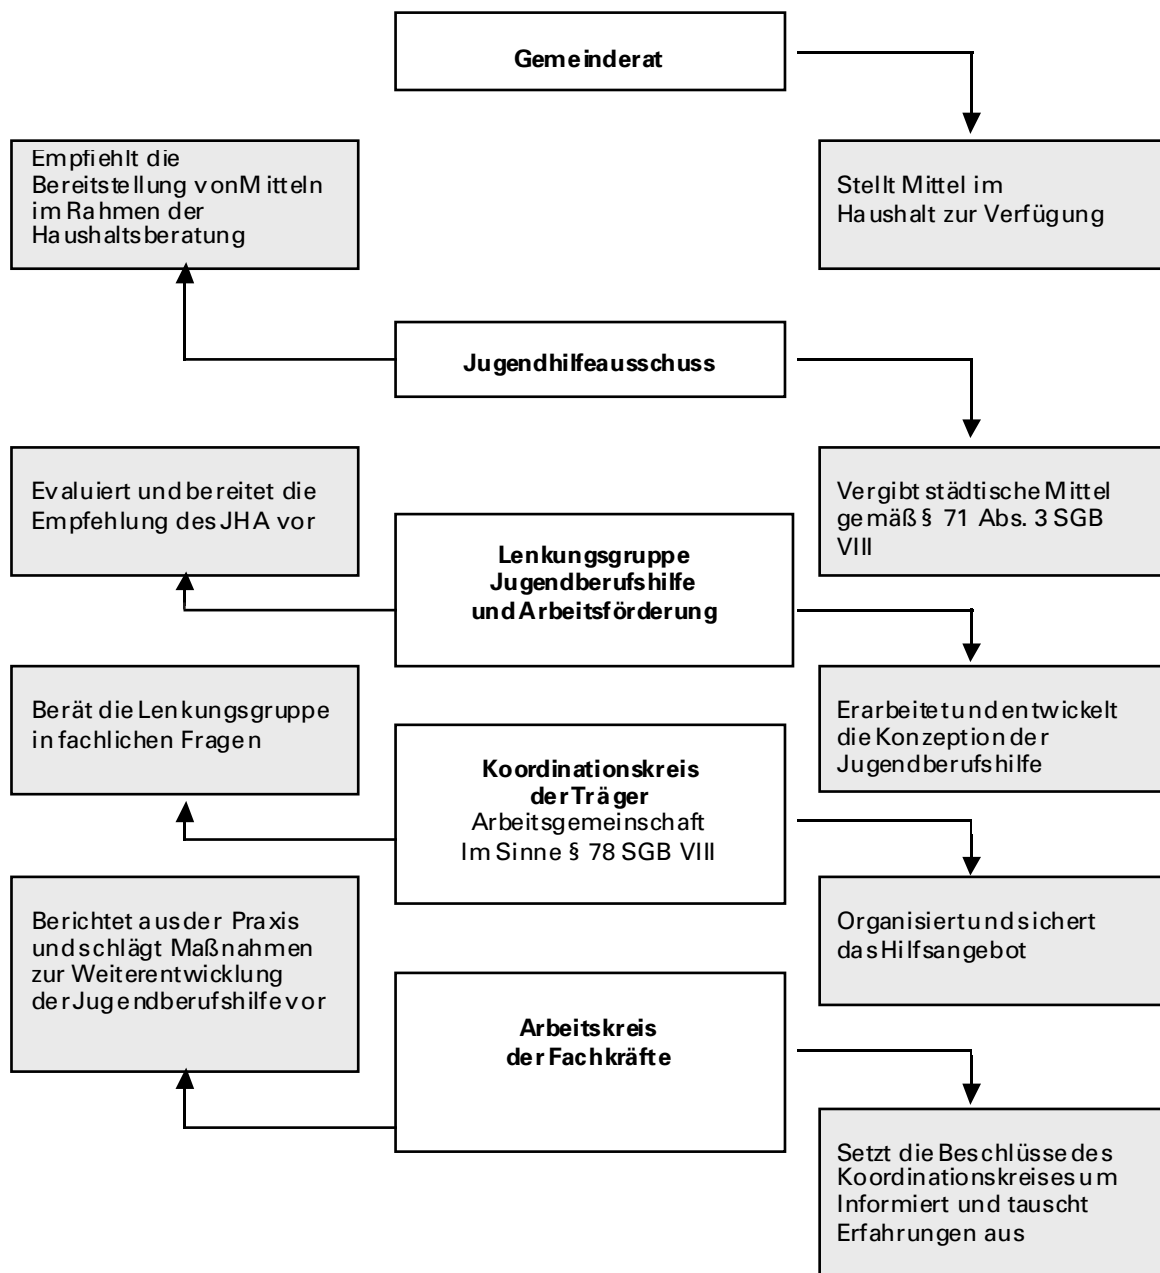 Gemeinderat
Empfiehlt die
Bereitstellung von Mitteln
im Rahmen der
Haushaltsberatung
Stellt Mittel im
Haushalt zur Verfügung
Jugendhilfeausschuss
Evaluiert und bereitet die
Empfehlung des JHA vor
Vergibt städtische Mittel
gemäß § 71 Abs. 3 SGB
VIII
Lenkungsgruppe
Jugendberufshilfe
und Arbeitsförderung
Berät die Lenkungsgruppe
in fachlichen Fragen
Erarbeitet und entwickelt
die Konzeption der
Jugendberufshilfe
Koordinationskreis
der Träger
Arbeitsgemeinschaft
Im Sinne § 78 SGB VIII
Berichtet aus der Praxis
und schlägt Maßnahmen
zur Weiterentwicklung
der Jugendberufshilfe vor
Organisiert und sichert
das Hilfsangebot
Arbeitskreis
der Fachkräfte
Setzt die Beschlüsse des
Koordinationskreises um
Informiert und tauscht
Erfahrungen aus